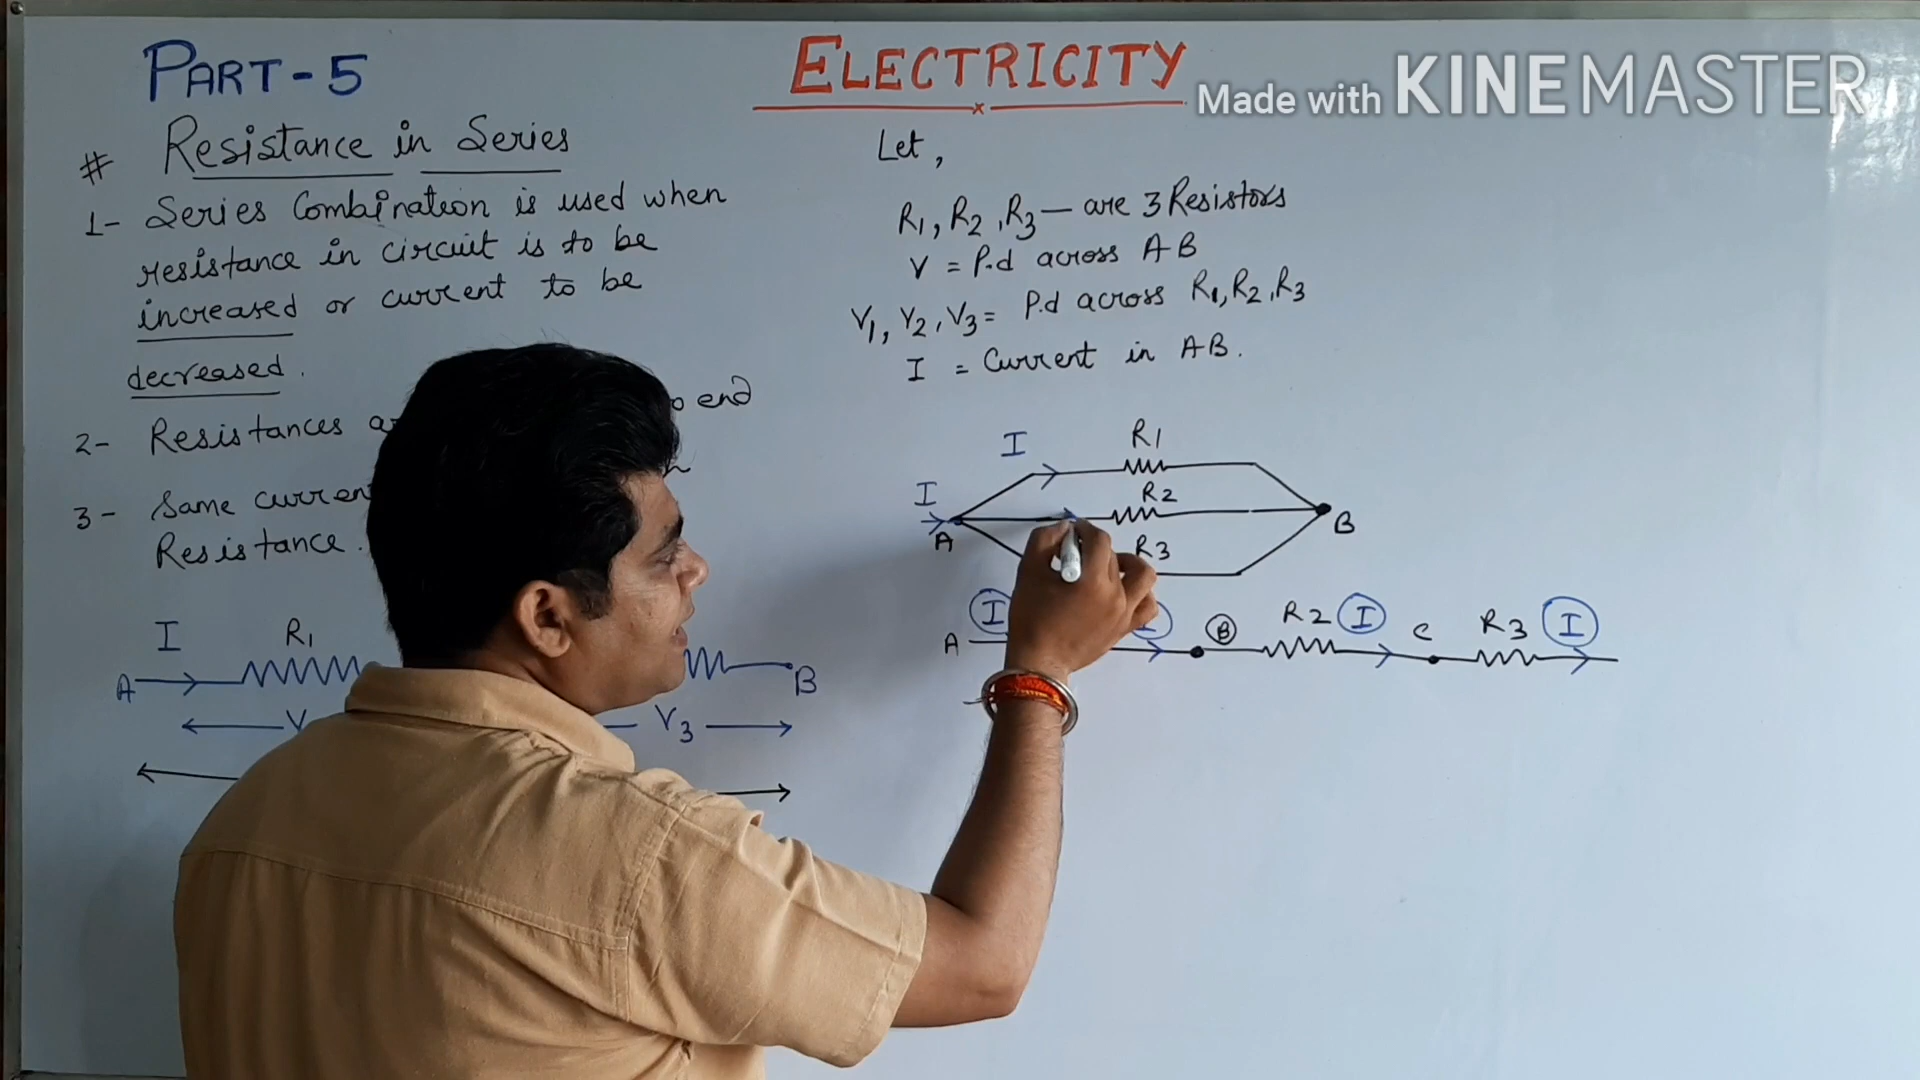 PART-5
ELECTRICITY
Made with KINEMASTER
# Resistance in Series
1- Series Combination is used when
resistance in circuit is to be
increased or current to be
decreased.
2- Resistances end
3- Same current
Resistance.
Let,
R1, R2, R3 — are 3 Resistors
V = P.d across AB
V1, V2, V3 = P.d across R1, R2, R3
I = Current in AB.
I R1
I R2
A B
R3
I B R2 I C R3 I
A
I R1
A B
V V3